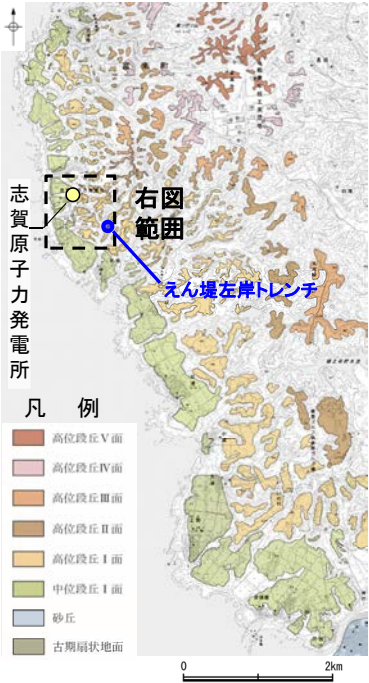 志賀原子力発電所
右図
範囲
えん堤左岸トレンチ
凡 例
高位段丘Ⅴ面
高位段丘Ⅳ面
高位段丘Ⅲ面
高位段丘Ⅱ面
高位段丘Ⅰ面
中位段丘Ⅰ面
砂丘
古期扇状地面
0 2km